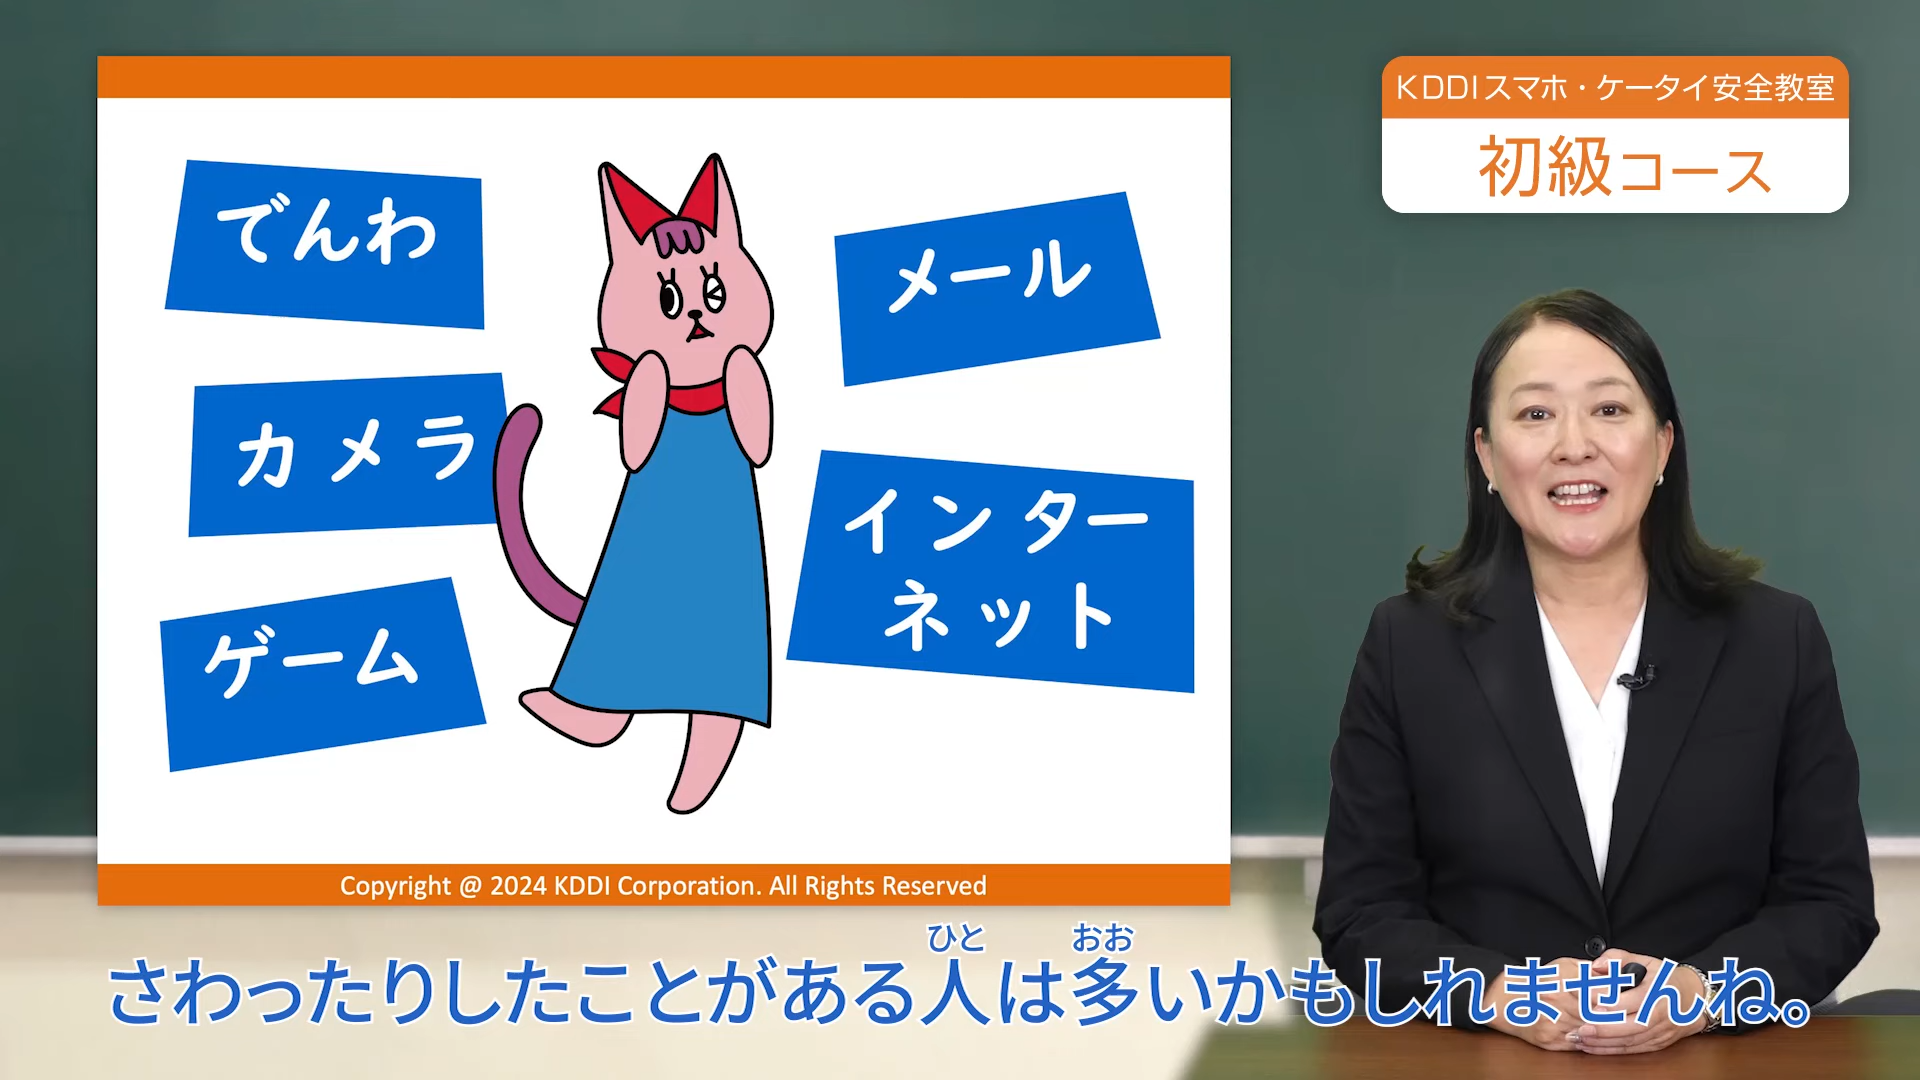 KDDIスマホ・ケータイ安全教室
初級コース
でんわ
メール
カメラ
インター
ネット
ゲーム
Copyright @ 2024 KDDI Corporation. All Rights Reserved
ひと おお
さわったりしたことがある人は多いかもしれませんね。